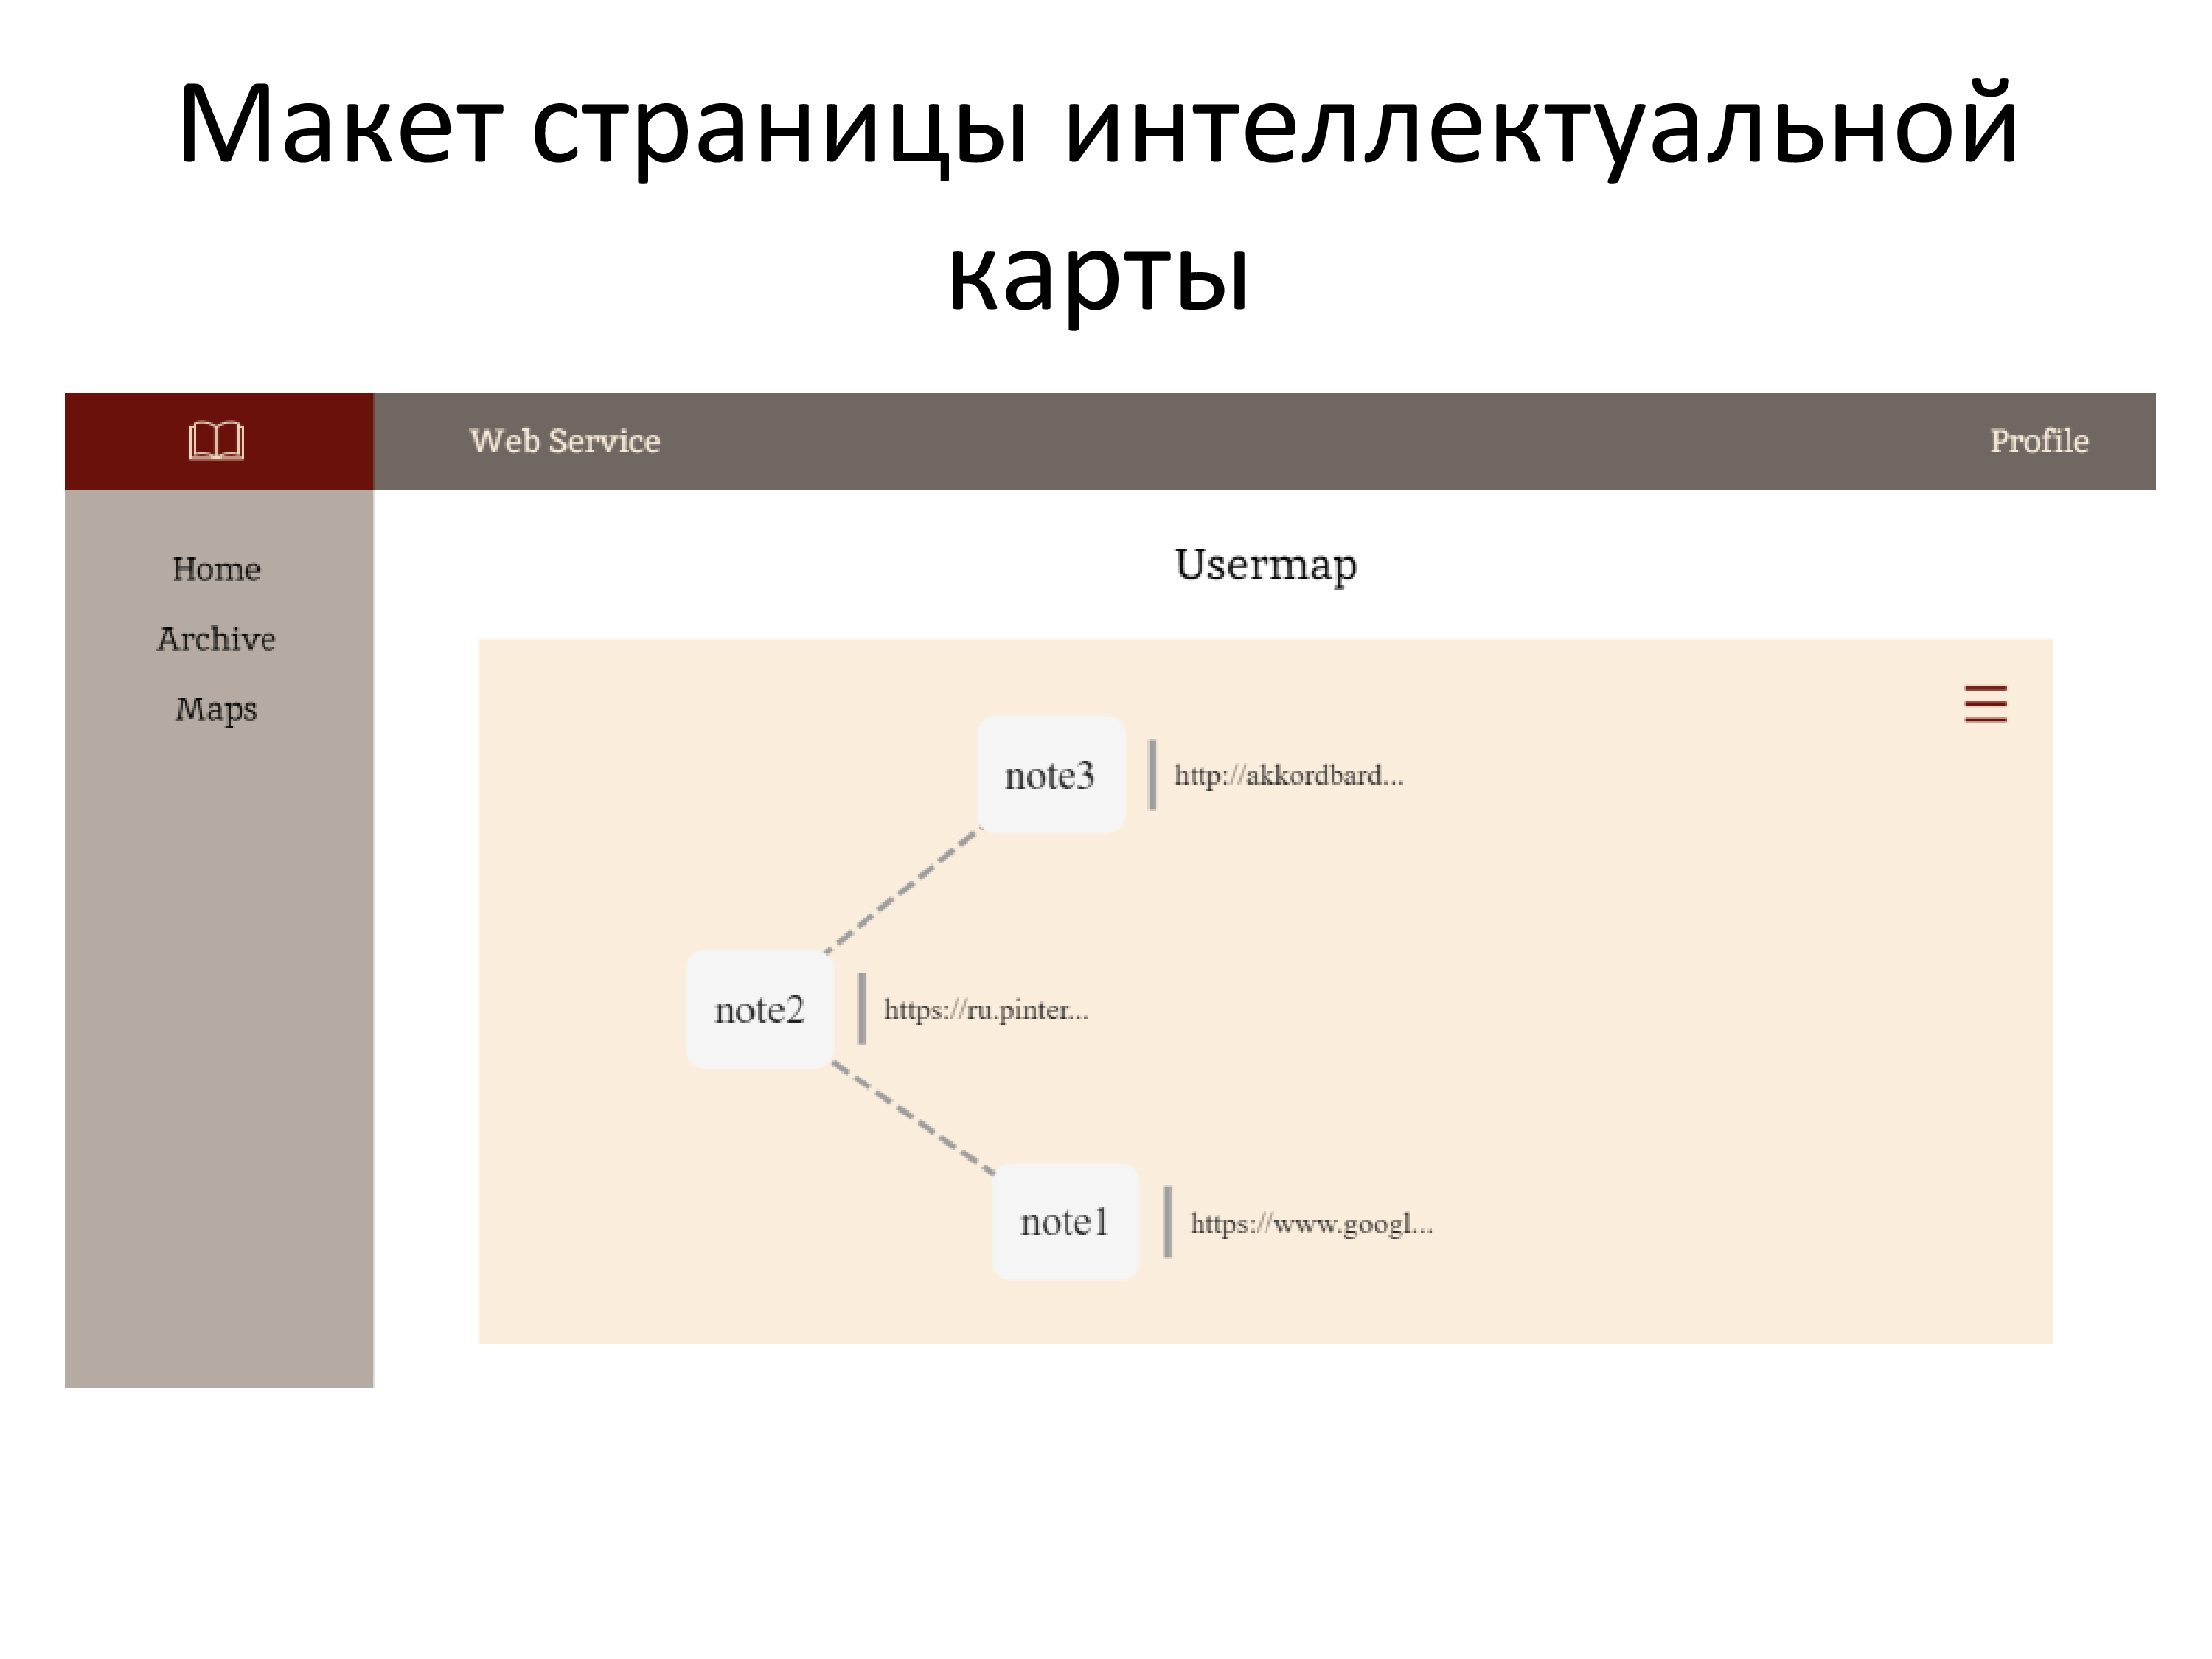 Макет страницы интеллектуальной
карты
Web Service
Profile
Home
Archive
Maps
Usermap
note3
http://akkordbard...
note2
https://ru.pinter...
note1
https://www.googl...